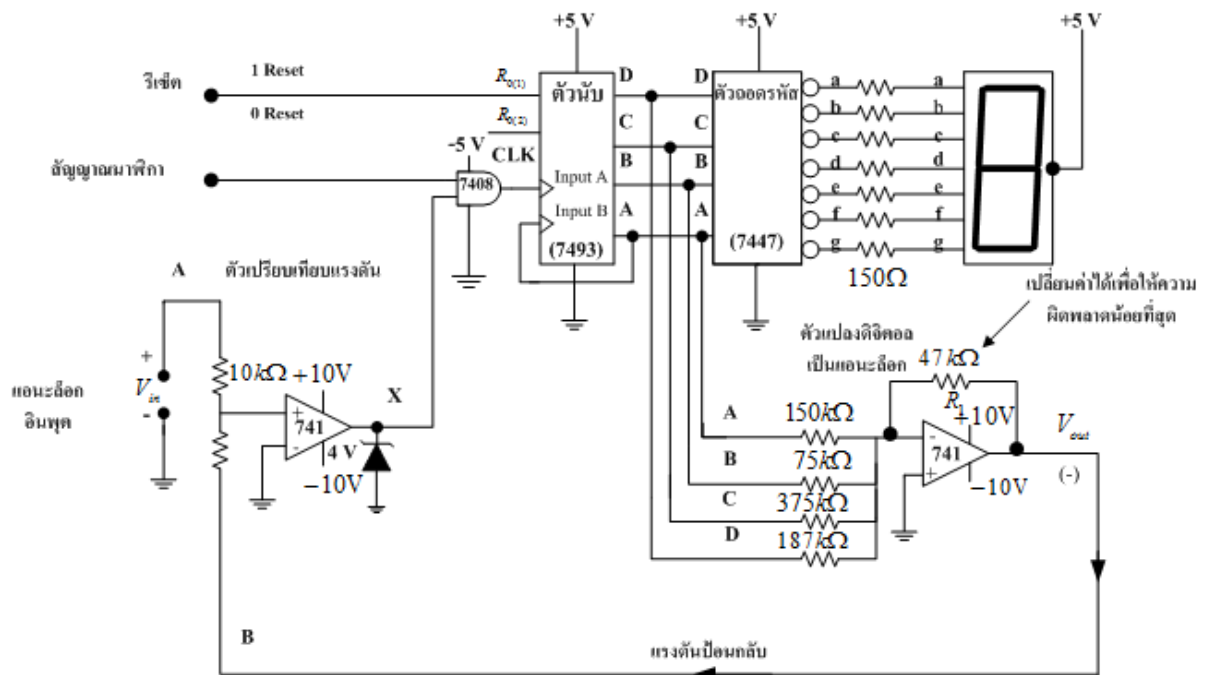 +5 V
+5 V
+5 V
รีเซ็ต
1 Reset
0 Reset
R0(1)
R0(2)
ตัวนับ
D
C
B
A
D
C
B
A
ตัวถอดรหัส
a
b
c
d
e
f
g
a
b
c
d
e
f
g
สัญญาณนาฬิกา
-5 V
CLK
7408
Input A
Input B
(7493)
(7447)
150Ω
A
ตัวเปรียบเทียบแรงดัน
เปลี่ยนค่าได้เพื่อให้ความ
ผิดพลาดน้อยที่สุด
ตัวแปลงดิจิตอล
เป็นแอนะล็อก
47kΩ
R1
+10V
แอนะล็อก
อินพุต
+
Vin
-
10kΩ
+10V
+
741
-
4 V
−10V
X
A
150kΩ
B
75kΩ
C
375kΩ
D
187kΩ
-
741
+
−10V
Vout
(-)
B
แรงดันป้อนกลับ